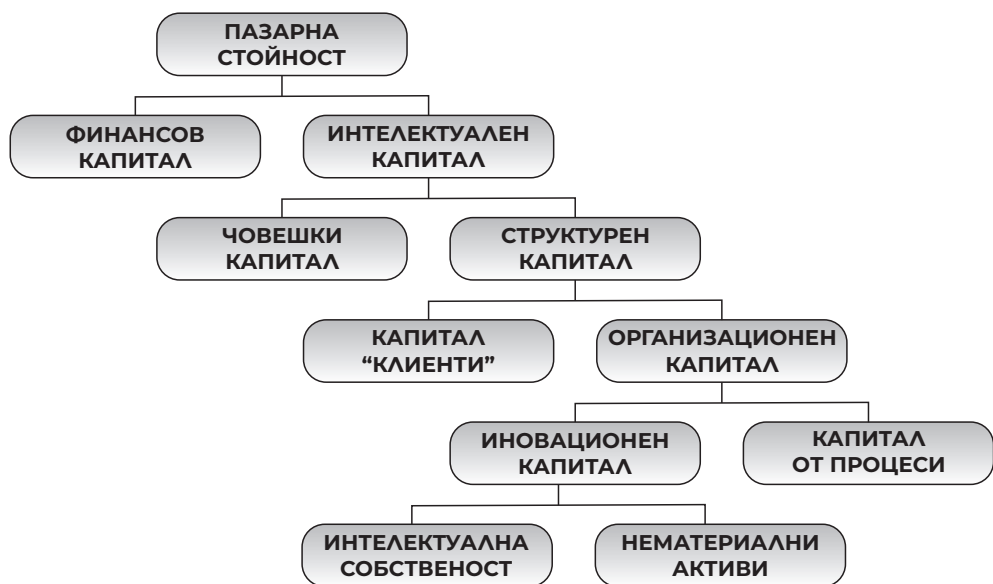 ПАЗАРНА
СТОЙНОСТ
ФИНАНСОВ
КАПИТАЛ
ИНТЕЛЕКТУАЛЕН
КАПИТАЛ
ЧОВЕШКИ
КАПИТАЛ
СТРУКТУРЕН
КАПИТАЛ
КАПИТАЛ
“КЛИЕНТИ”
ОРГАНИЗАЦИОНЕН
КАПИТАЛ
ИНОВАЦИОНЕН
КАПИТАЛ
КАПИТАЛ
ОТ ПРОЦЕСИ
ИНТЕЛЕКТУАЛНА
СОБСТВЕНОСТ
НЕМАТЕРИАЛНИ
АКТИВИ